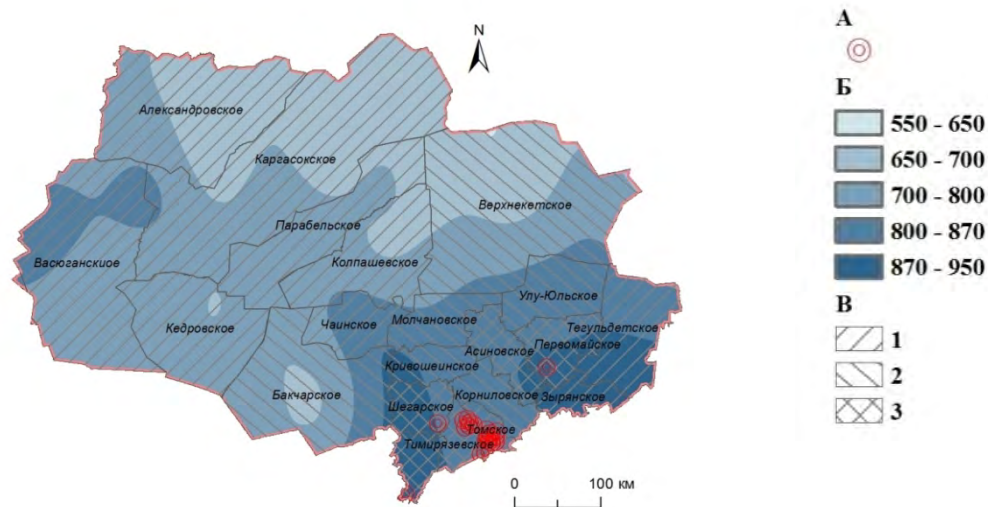 N
Александровское
Каргасокское
Верхнекетское
Парабельское
Васюганскиое
Колпашевское
Улу-Юльское
Кедровское
Чаинское
Молчановское
Тегульдетское
Первомайское
Асиновское
Кривошеинское
Бакчарское
Корниловское
Зырянское
Шегарское
Томское
Тимирязевское
0 100 км
А
Б
550 - 650
650 - 700
700 - 800
800 - 870
870 - 950
В
1
2
3